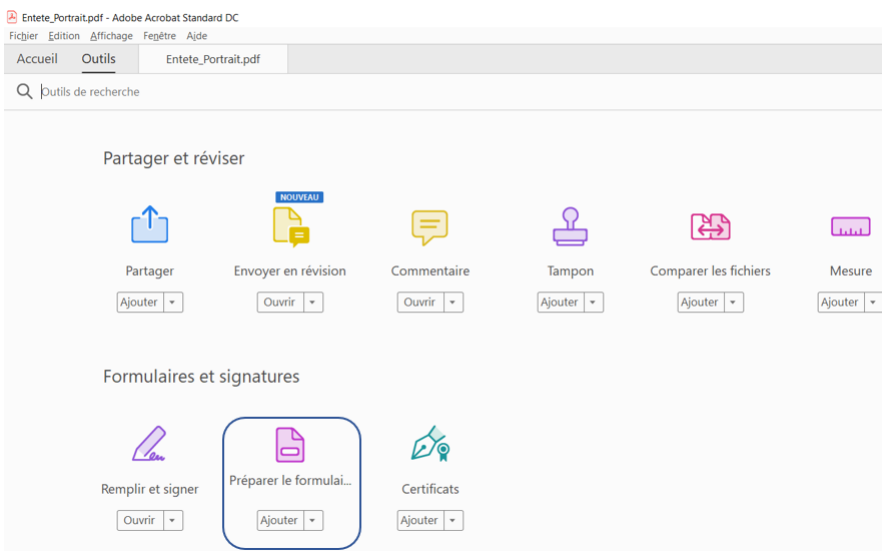 Entete_Portrait.pdf - Adobe Acrobat Standard DC
Fichier Edition Affichage Fenêtre Aide
Accueil Outils Entete_Portrait.pdf
Outils de recherche
Partager et réviser
NOUVEAU
Partager Envoyer en révision Commentaire Tampon Comparer les fichiers Mesure
Ajouter Ouvrir Ouvrir Ajouter Ajouter Ajouter
Formulaires et signatures
Remplir et signer Préparer le formulai... Certificats
Ouvrir Ajouter Ajouter